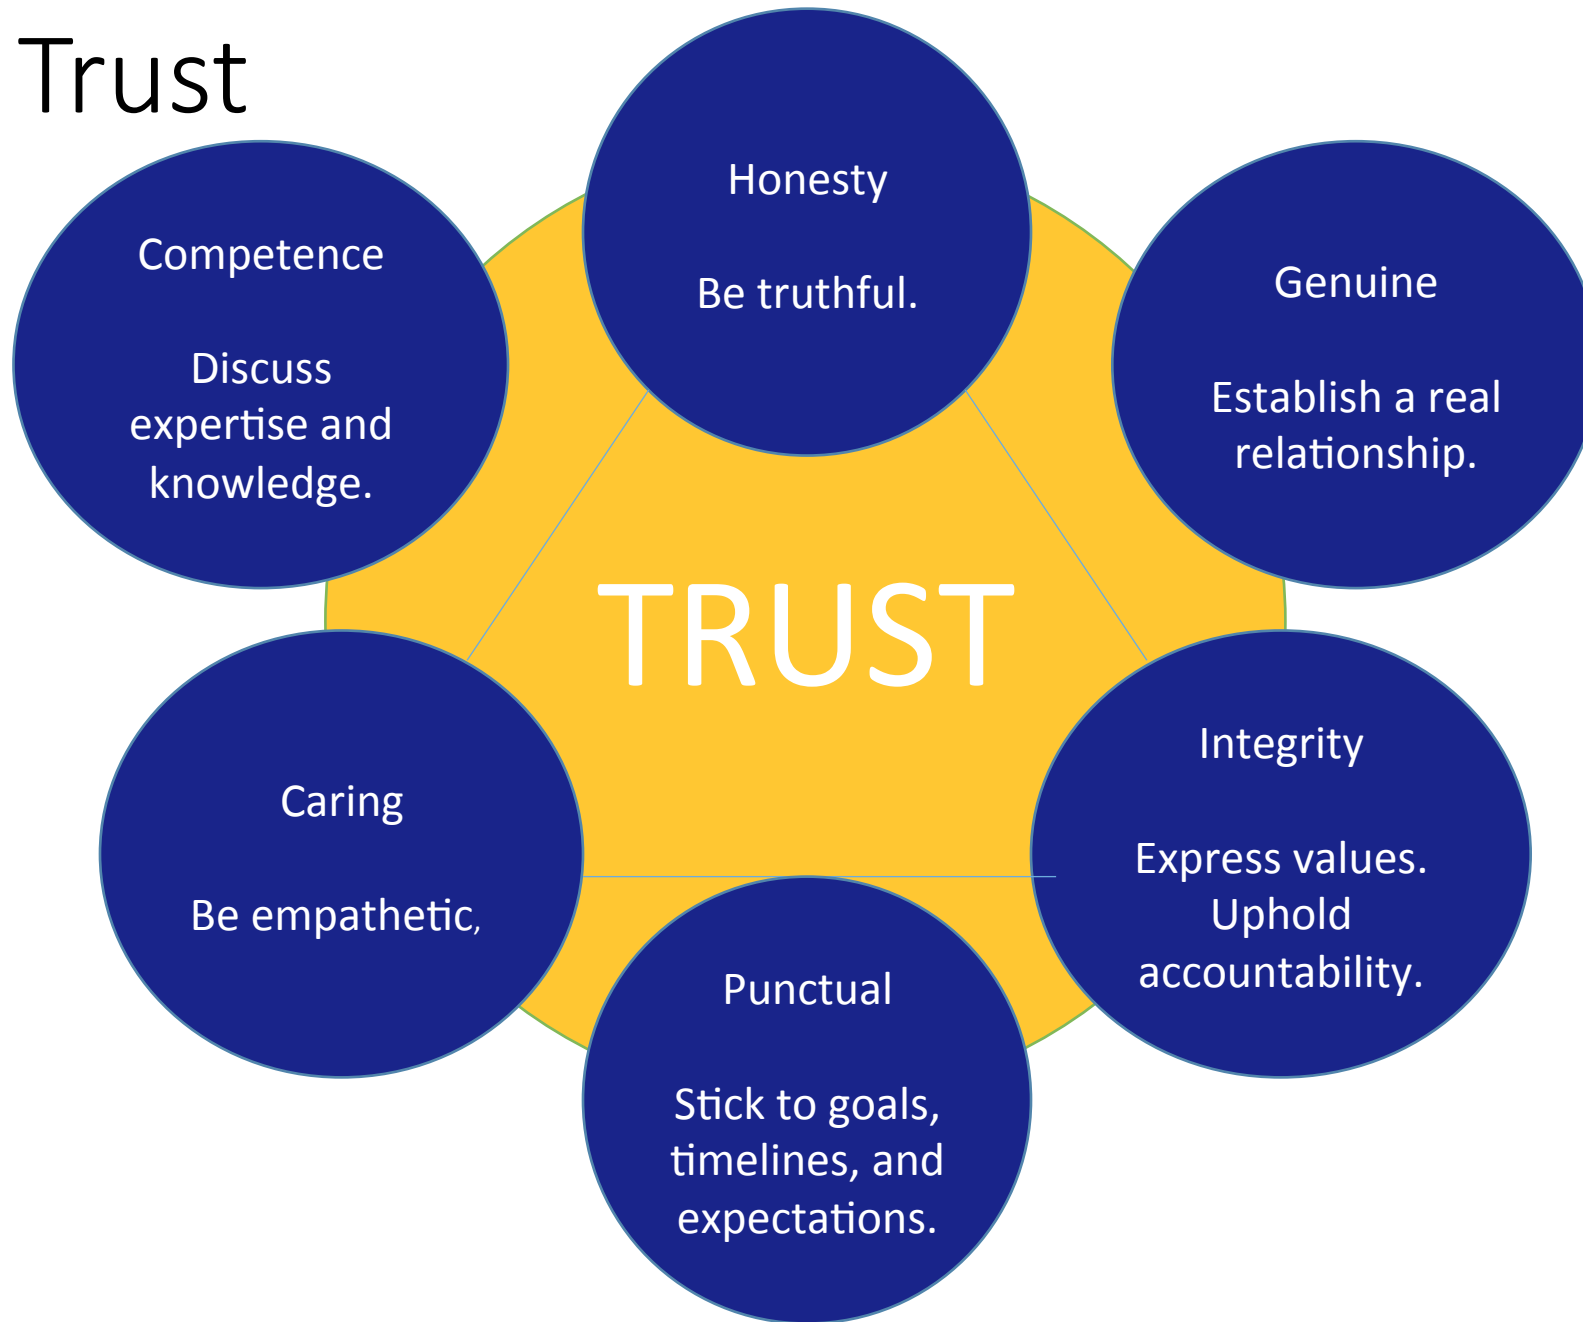 Trust
Honesty
Be truthful.
Genuine
Establish a real
relationship.
Integrity
Express values.
Uphold
accountability.
Punctual
Stick to goals,
timelines, and
expectations.
Caring
Be empathetic,
Competence
Discuss
expertise and
knowledge.
TRUST